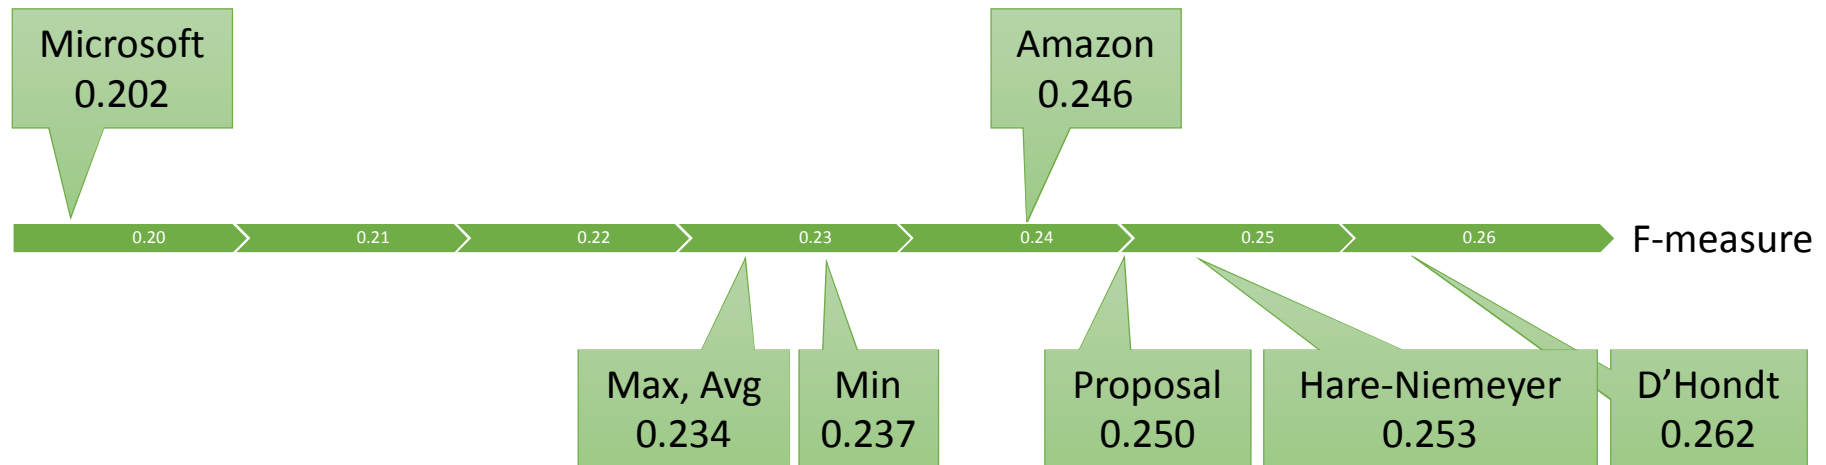 Microsoft
0.202
Amazon
0.246
0.20
0.21
0.22
0.23
0.24
0.25
0.26
F-measure
Max, Avg
0.234
Min
0.237
Proposal
0.250
Hare-Niemeyer
0.253
D’Hondt
0.262